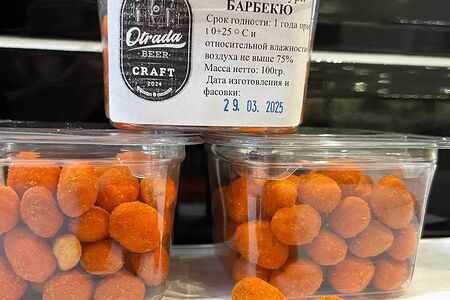 БАРБЕКЮ
Срок годности: 1 года при
t 0+25 ° C и
относительной влажности
воздуха не выше 75%
Масса нетто: 100гр.
Дата изготовления и
фасовки:
29. 03. 2025
Otrada
BEER
CRAFT
2024